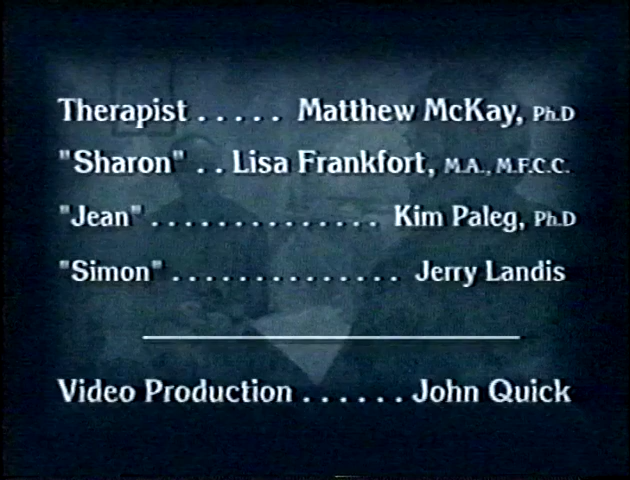 Therapist ..... Matthew McKay, Ph.D
"Sharon" .. Lisa Frankfort, M.A., M.F.C.C.
"Jean" .............. Kim Paleg, Ph.D
"Simon" .............. Jerry Landis
Video Production ...... John Quick